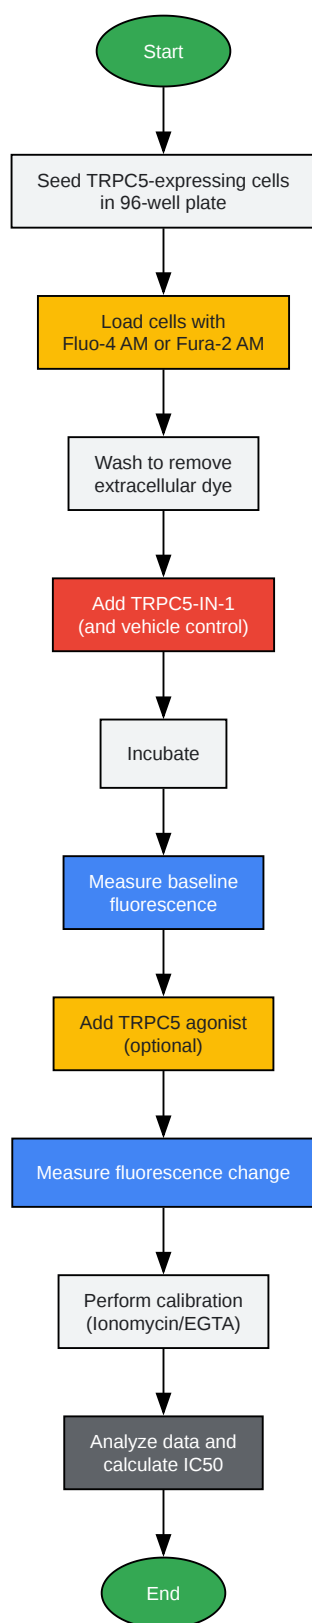 Start
Seed TRPC5-expressing cells
in 96-well plate
Load cells with
Fluo-4 AM or Fura-2 AM
Wash to remove
extracellular dye
Add TRPC5-IN-1
(and vehicle control)
Incubate
Measure baseline
fluorescence
Add TRPC5 agonist
(optional)
Measure fluorescence change
Perform calibration
(Ionomycin/EGTA)
Analyze data and
calculate IC50
End